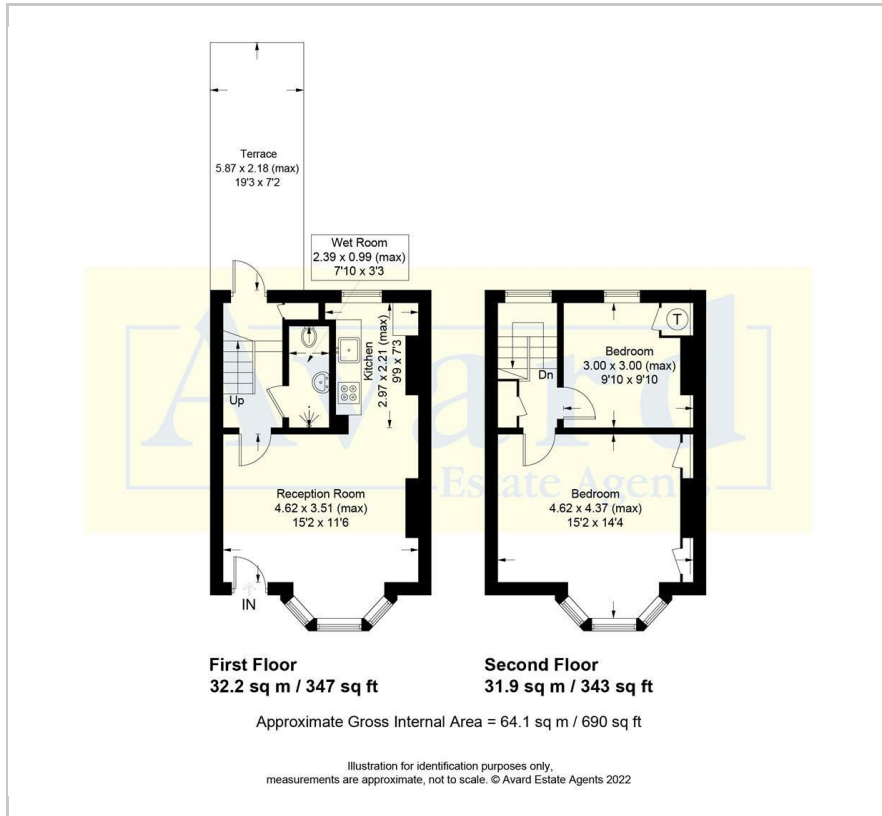 Terrace
5.87 x 2.18 (max)
19'3 x 7'2
Wet Room
2.39 x 0.99 (max)
7'10 x 3'3
Kitchen
2.97 x 2.21 (max)
9'9 x 7'3
Up
Reception Room
4.62 x 3.51 (max)
15'2 x 11'6
IN
T
Bedroom
3.00 x 3.00 (max)
9'10 x 9'10
Dn
Bedroom
4.62 x 4.37 (max)
15'2 x 14'4
Avard
Estate Agents
First Floor
32.2 sq m / 347 sq ft
Second Floor
31.9 sq m / 343 sq ft
Approximate Gross Internal Area = 64.1 sq m / 690 sq ft
Illustration for identification purposes only,
measurements are approximate, not to scale. © Avard Estate Agents 2022